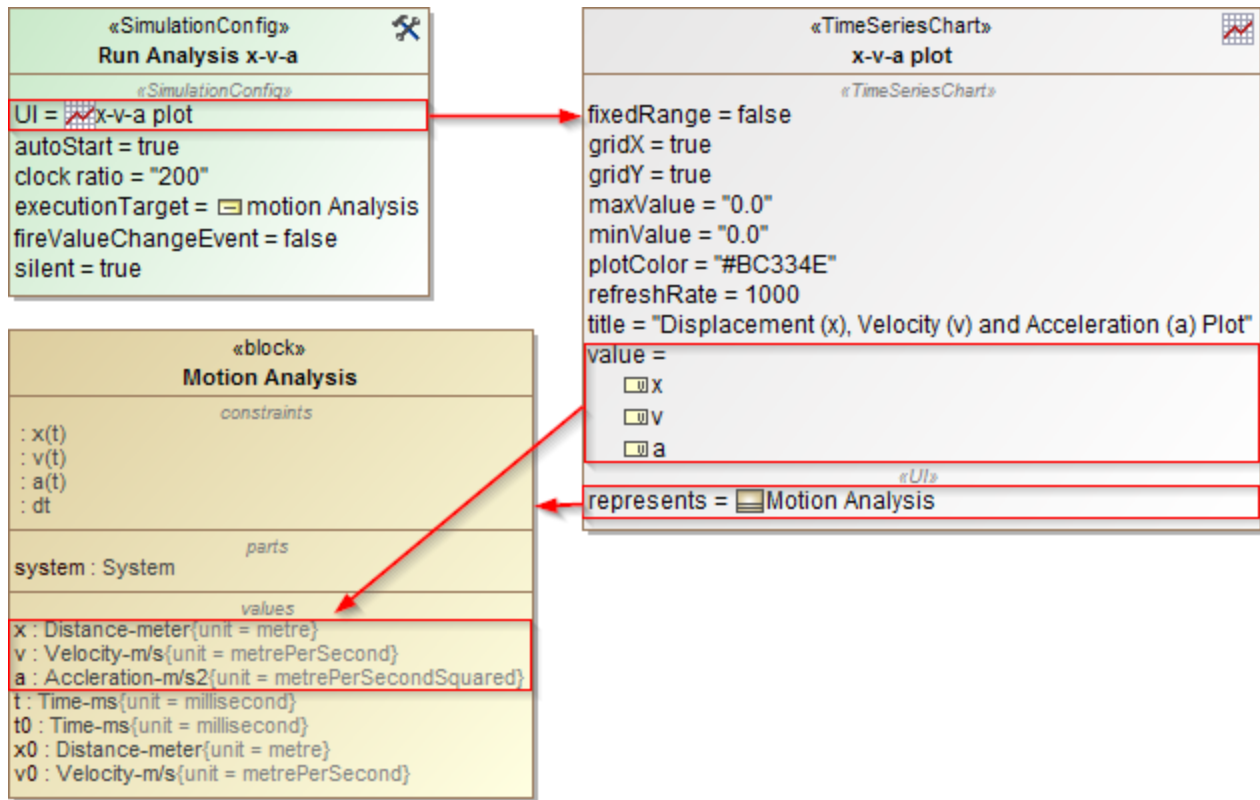 «SimulationConfig»
Run Analysis x-v-a
«SimulationConfig»
UI = x-v-a plot
autoStart = true
clock ratio = "200"
executionTarget = motion Analysis
fireValueChangeEvent = false
silent = true
«TimeSeriesChart»
x-v-a plot
«TimeSeriesChart»
fixedRange = false
gridX = true
gridY = true
maxValue = "0.0"
minValue = "0.0"
plotColor = "#BC334E"
refreshRate = 1000
title = "Displacement (x), Velocity (v) and Acceleration (a) Plot"
value =
x
v
a
«UI»
represents = Motion Analysis
«block»
Motion Analysis
constraints
: x(t)
: v(t)
: a(t)
: dt
parts
system : System
values
x : Distance-meter{unit = metre}
v : Velocity-m/s{unit = metrePerSecond}
a : Accleration-m/s2{unit = metrePerSecondSquared}
t : Time-ms{unit = millisecond}
t0 : Time-ms{unit = millisecond}
x0 : Distance-meter{unit = metre}
v0 : Velocity-m/s{unit = metrePerSecond}